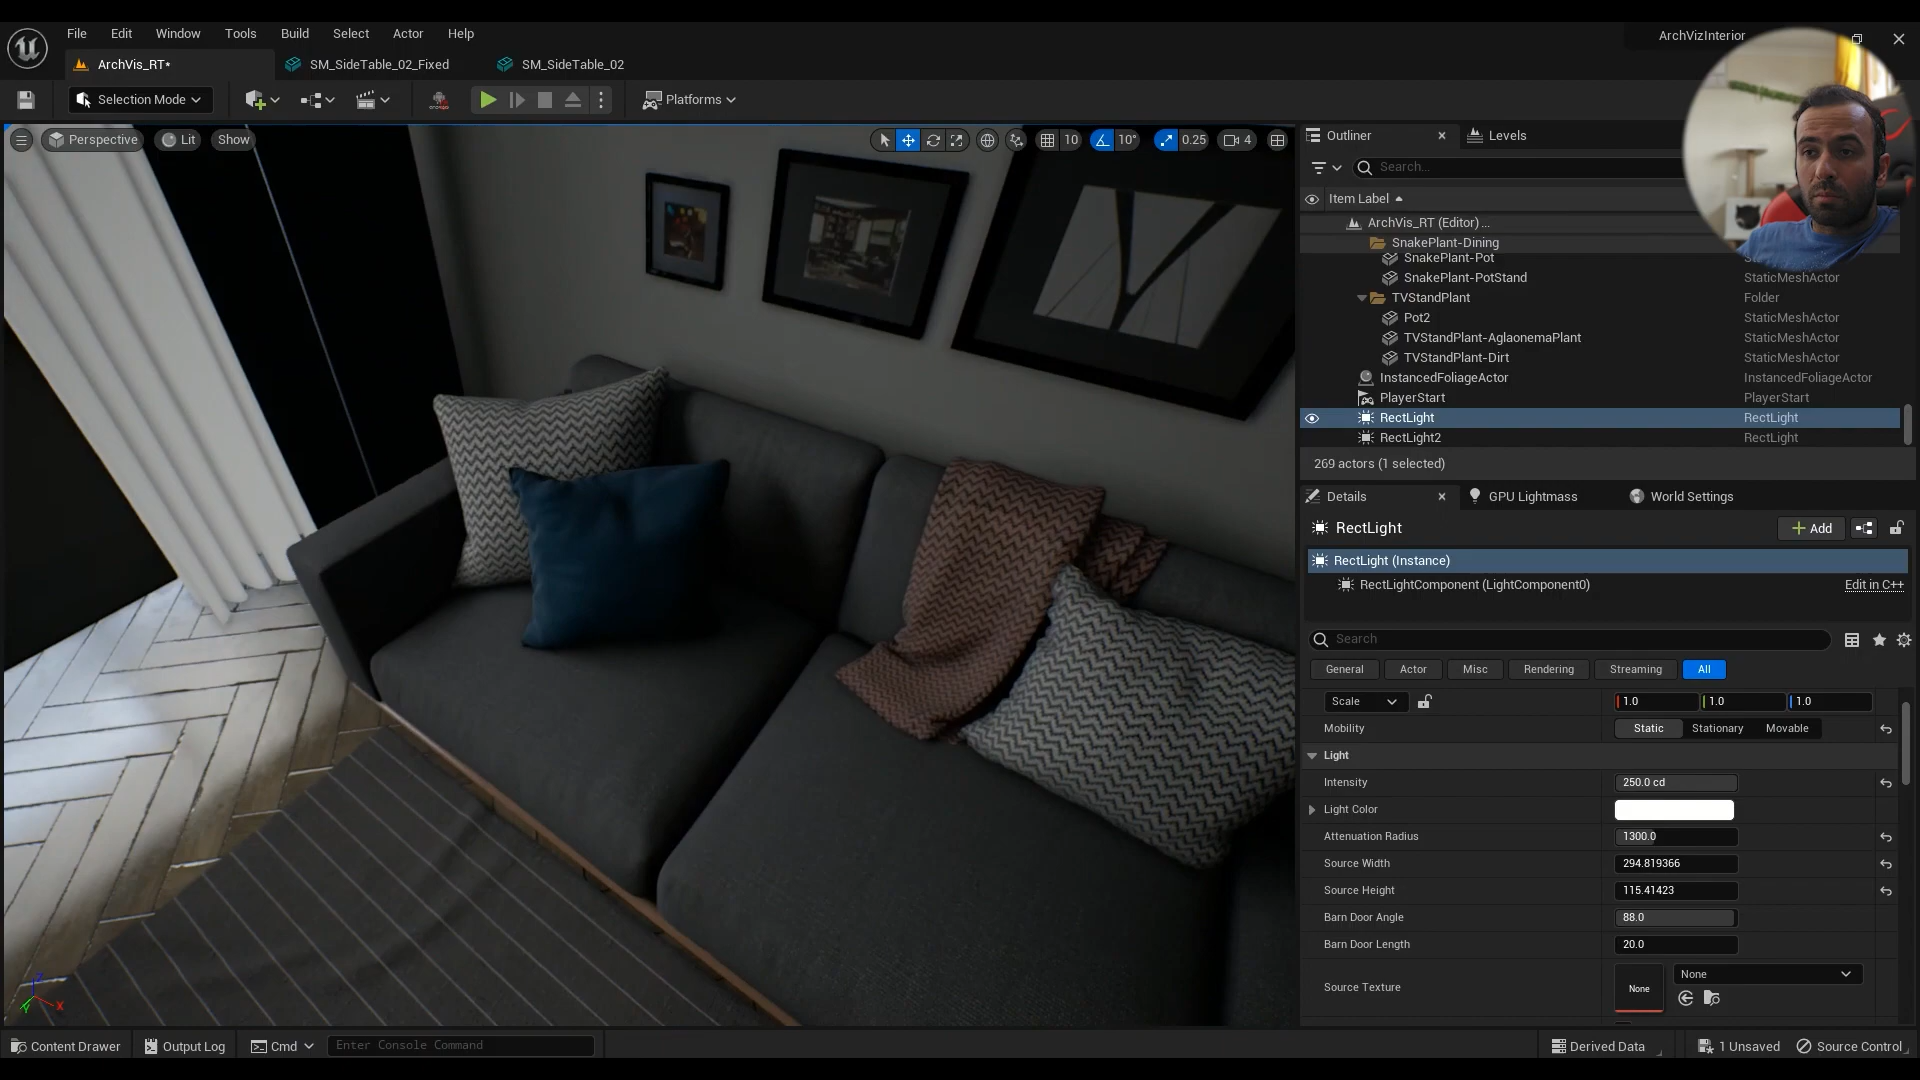 File Edit Window Tools Build Select Actor Help
ArchVizInterior
ArchVis_RT*
SM_SideTable_02_Fixed
SM_SideTable_02
Selection Mode
Platforms
Perspective
Lit
Show
10
10°
0.25
4
Outliner
Levels
Search...
Item Label
ArchVis_RT (Editor) ...
SnakePlant-Dining
SnakePlant-Pot
SnakePlant-PotStand StaticMeshActor
TVStandPlant Folder
Pot2 StaticMeshActor
TVStandPlant-AglaonemaPlant StaticMeshActor
TVStandPlant-Dirt StaticMeshActor
InstancedFoliageActor InstancedFoliageActor
PlayerStart PlayerStart
RectLight RectLight
RectLight2 RectLight
269 actors (1 selected)
Details
GPU Lightmass
World Settings
RectLight
Add
RectLight (Instance)
RectLightComponent (LightComponent0) Edit in C++
Search
General Actor Misc Rendering Streaming All
Scale 1.0 1.0 1.0
Mobility Static Stationary Movable
Light
Intensity 250.0 cd
Light Color
Attenuation Radius 1300.0
Source Width 294.819366
Source Height 115.41423
Barn Door Angle 88.0
Barn Door Length 20.0
Source Texture None None
Content Drawer
Output Log
Cmd
Enter Console Command
Derived Data
1 Unsaved
Source Control
X
Y
Z